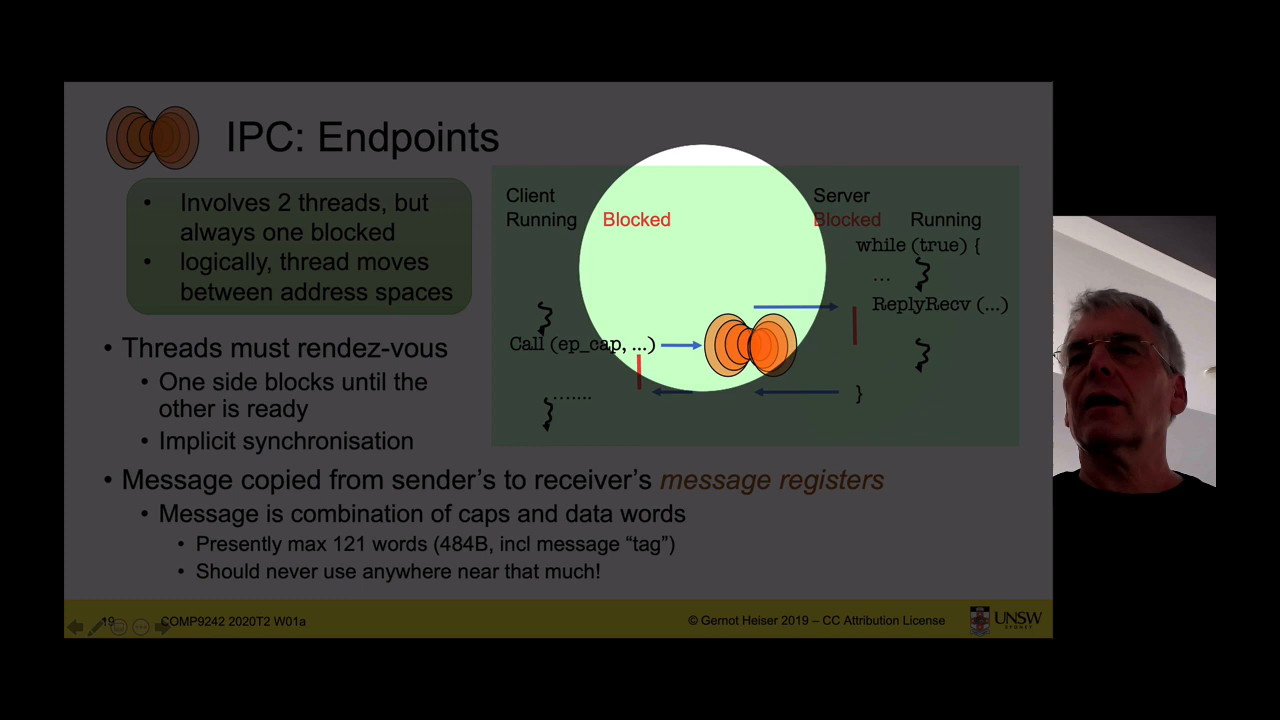 IPC: Endpoints
• Involves 2 threads, but
always one blocked
• logically, thread moves
between address spaces
Client
Running Blocked
Server
Blocked Running
while (true) {
...
ReplyRecv (...)
Call (ep_cap, ...)
.......
}
• Threads must rendez-vous
• One side blocks until the
other is ready
• Implicit synchronisation
• Message copied from sender’s to receiver’s message registers
• Message is combination of caps and data words
• Presently max 121 words (484B, incl message “tag”)
• Should never use anywhere near that much!
19 COMP9242 2020T2 W01a
© Gernot Heiser 2019 – CC Attribution License
UNSW
SYDNEY